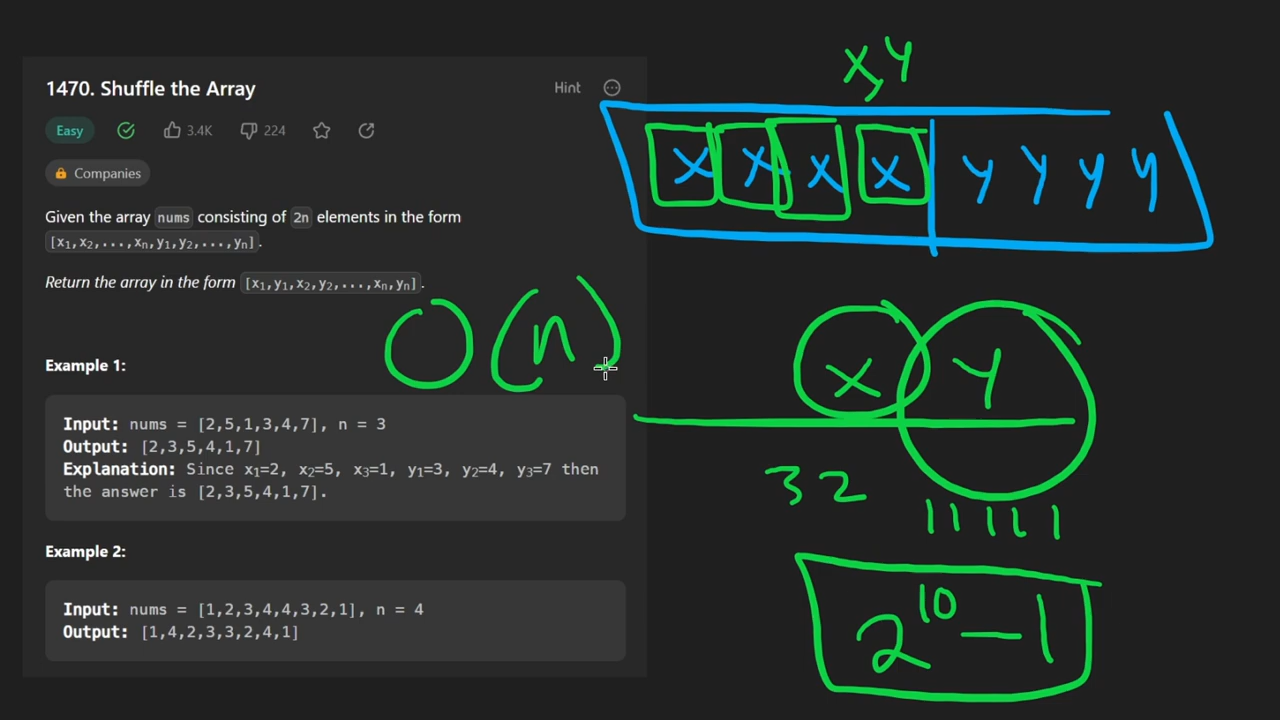 1470. Shuffle the Array
Hint
Easy
3.4K
224
Companies
Given the array nums consisting of 2n elements in the form
[x₁,x₂,...,xₙ,y₁,y₂,...,yₙ].
Return the array in the form [x₁,y₁,x₂,y₂,...,xₙ,yₙ].
O(n)
Example 1:
Input: nums = [2,5,1,3,4,7], n = 3
Output: [2,3,5,4,1,7]
Explanation: Since x₁=2, x₂=5, x₃=1, y₁=3, y₂=4, y₃=7 then
the answer is [2,3,5,4,1,7].
Example 2:
Input: nums = [1,2,3,4,4,3,2,1], n = 4
Output: [1,4,2,3,3,2,4,1]
x,y
x x x x y y y y
x y
32
11111
2¹⁰-1